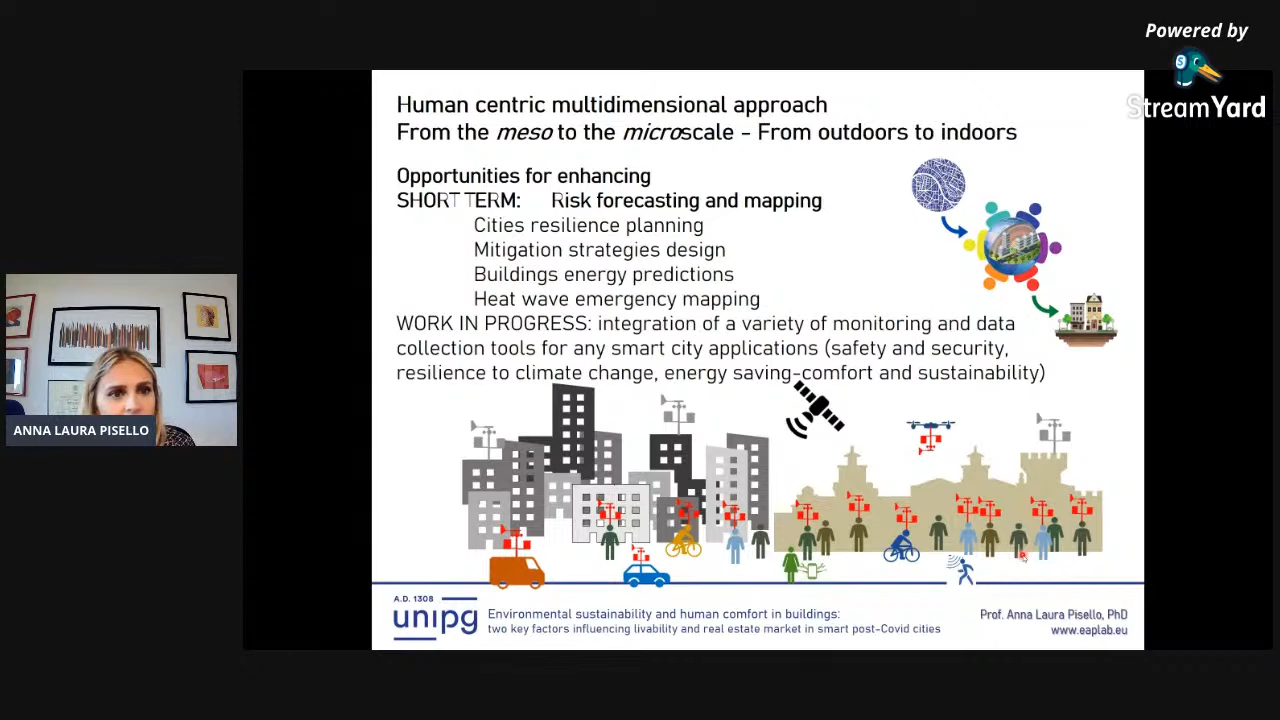 Powered by
StreamYard
Human centric multidimensional approach
From the meso to the microscale - From outdoors to indoors
Opportunities for enhancing
SHORT TERM: Risk forecasting and mapping
Cities resilience planning
Mitigation strategies design
Buildings energy predictions
Heat wave emergency mapping
WORK IN PROGRESS: integration of a variety of monitoring and data
collection tools for any smart city applications (safety and security,
resilience to climate change, energy saving-comfort and sustainability)
ANNA LAURA PISELLO
A.D. 1308
unipg
Environmental sustainability and human comfort in buildings:
two key factors influencing livability and real estate market in smart post-Covid cities
Prof. Anna Laura Pisello, PhD
www.eaplab.eu